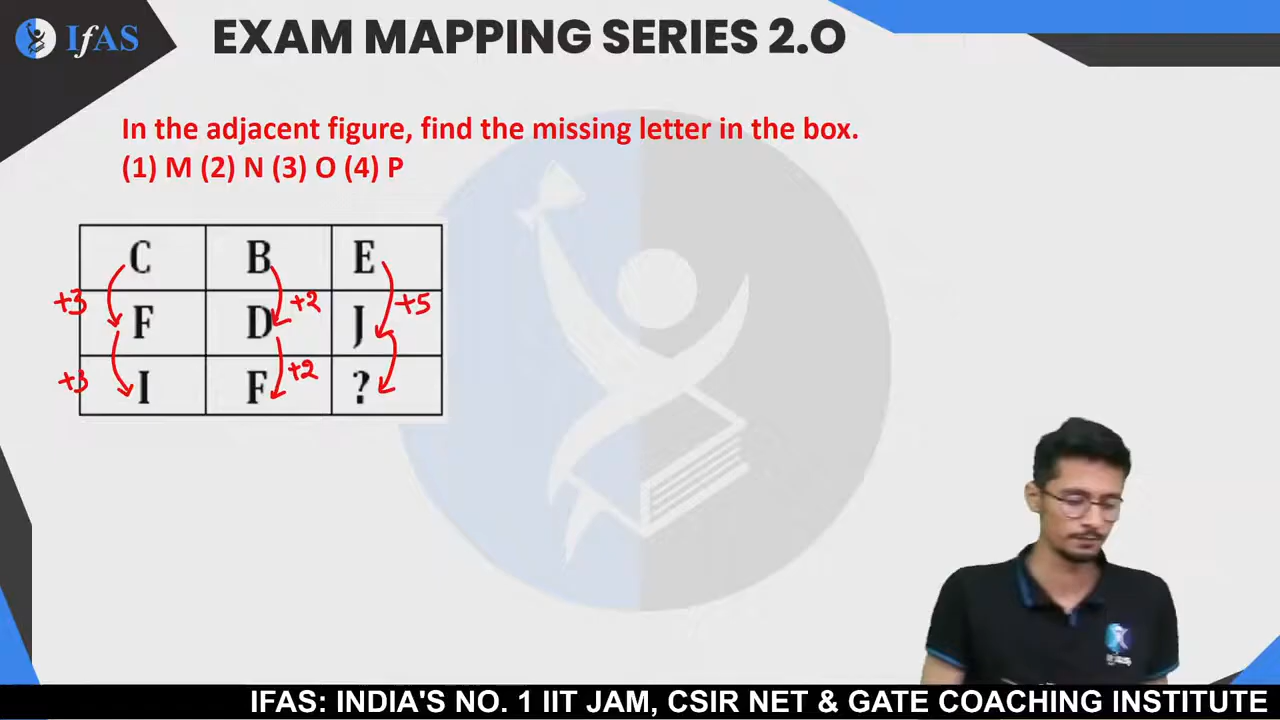 IfAS
EXAM MAPPING SERIES 2.O
In the adjacent figure, find the missing letter in the box.
(1) M (2) N (3) O (4) P
C B E
+3 +2 +5
F D J
+3 +2
I F ?
IFAS: INDIA'S NO. 1 IIT JAM, CSIR NET & GATE COACHING INSTITUTE